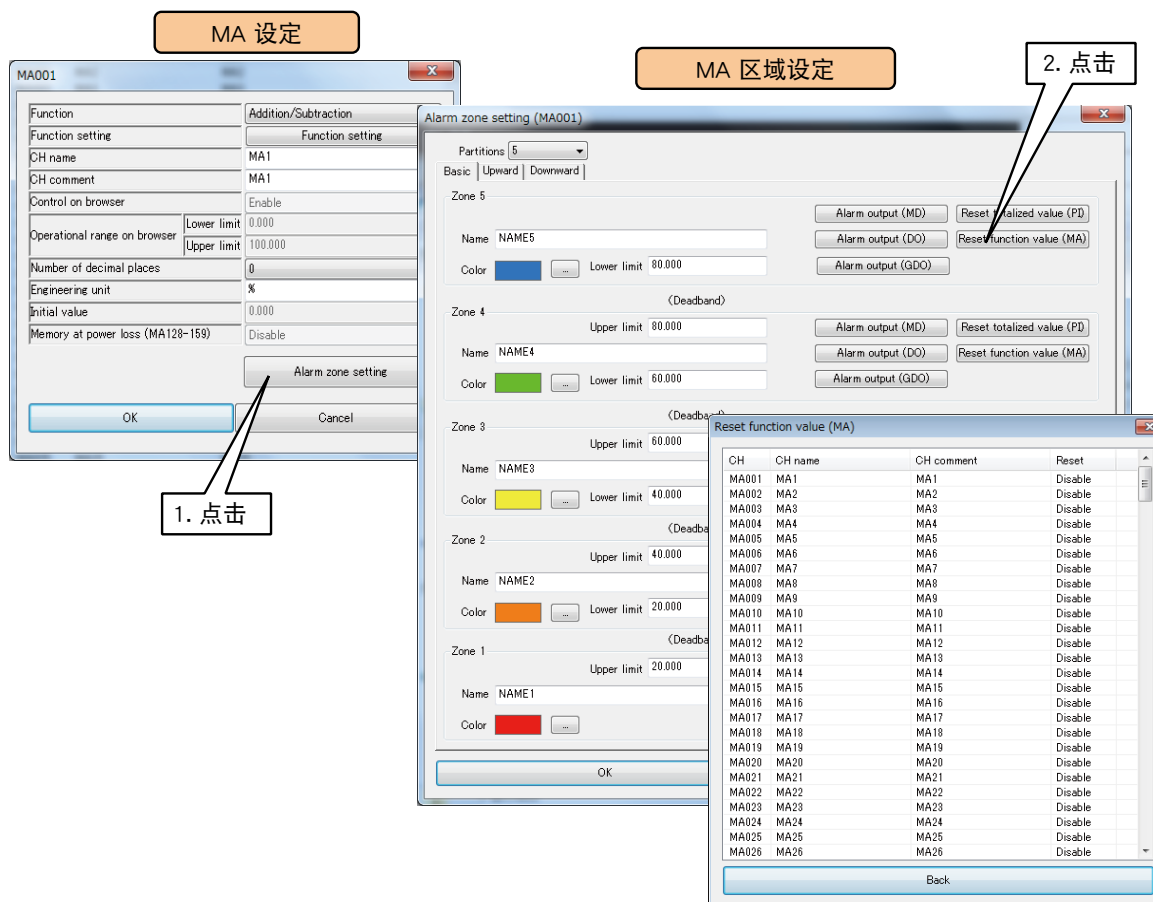 MA 设定
MA001
Function Addition/Subtraction
Function setting Function setting
CH name MA1
CH comment MA1
Control on browser Enable
Operational range on browser Lower limit 0.000
Upper limit 100.000
Number of decimal places 0
Engineering unit %
Initial value 0.000
Memory at power loss (MA128-159) Disable
Alarm zone setting
OK Cancel
1. 点击
MA 区域设定
2. 点击
Alarm zone setting (MA001)
Partitions 5
Basic Upward Downward
Zone 5
Alarm output (MD) Reset totalized value (PI)
Name NAME5 Alarm output (DO) Reset function value (MA)
Color ... Lower limit 80.000 Alarm output (GDO)
(Deadband)
Zone 4
Upper limit 80.000 Alarm output (MD) Reset totalized value (PI)
Name NAME4 Alarm output (DO) Reset function value (MA)
Color ... Lower limit 60.000 Alarm output (GDO)
(Deadband)
Zone 3
Upper limit 60.000
Name NAME3
Color ... Lower limit 40.000
(Deadba
Zone 2
Upper limit 40.000
Name NAME2
Color ... Lower limit 20.000
(Deadba
Zone 1
Upper limit 20.000
Name NAME1
Color ...
OK
Reset function value (MA)
CH CH name CH comment Reset
MA001 MA1 MA1 Disable
MA002 MA2 MA2 Disable
MA003 MA3 MA3 Disable
MA004 MA4 MA4 Disable
MA005 MA5 MA5 Disable
MA006 MA6 MA6 Disable
MA007 MA7 MA7 Disable
MA008 MA8 MA8 Disable
MA009 MA9 MA9 Disable
MA010 MA10 MA10 Disable
MA011 MA11 MA11 Disable
MA012 MA12 MA12 Disable
MA013 MA13 MA13 Disable
MA014 MA14 MA14 Disable
MA015 MA15 MA15 Disable
MA016 MA16 MA16 Disable
MA017 MA17 MA17 Disable
MA018 MA18 MA18 Disable
MA019 MA19 MA19 Disable
MA020 MA20 MA20 Disable
MA021 MA21 MA21 Disable
MA022 MA22 MA22 Disable
MA023 MA23 MA23 Disable
MA024 MA24 MA24 Disable
MA025 MA25 MA25 Disable
MA026 MA26 MA26 Disable
Back